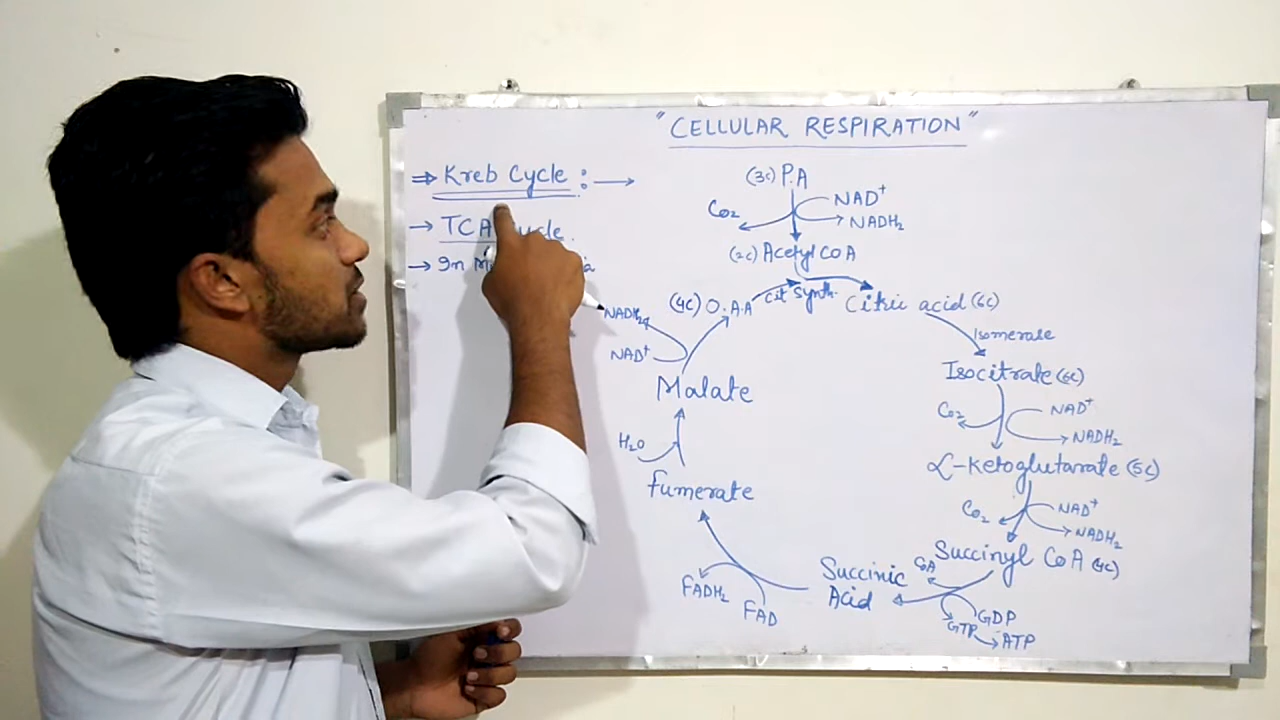 "CELLULAR RESPIRATION"
⇒ Kreb Cycle : →
→ TCA Cycle.
→ In
(3C) P.A
NAD+
NADH2
Co2
(2C) Acetyl CoA
(4C) O.A.A
Cit Synth.
Citric acid (6C)
Isomerase
Isocitrate (6C)
Co2
NAD+
NADH2
α-Ketoglutarate (5C)
Co2
NAD+
NADH2
Succinyl CoA (4C)
CoA
GDP
GTP
ATP
Succinic
Acid
FAD
FADH2
fumerate
H2O
Malate
NAD+
NADH2